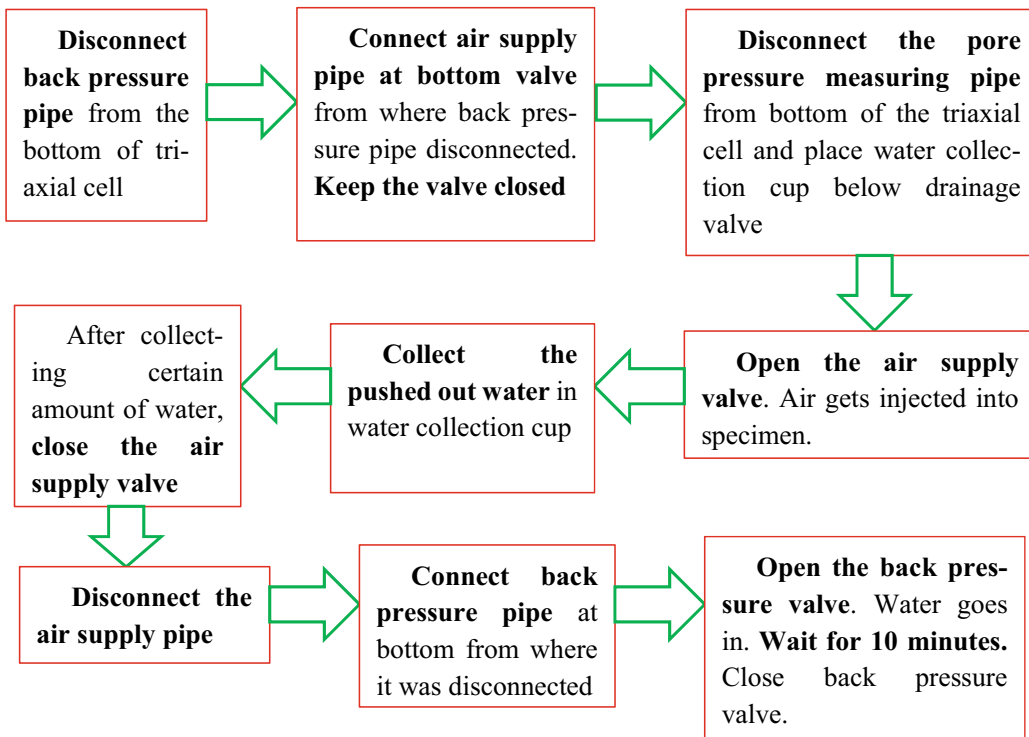 Disconnect
back pressure
pipe from the
bottom of tri-
axial cell
Connect air supply
pipe at bottom valve
from where back pres-
sure pipe disconnected.
Keep the valve closed
Disconnect the pore
pressure measuring pipe
from bottom of the triaxial
cell and place water collec-
tion cup below drainage
valve
Open the air supply
valve. Air gets injected into
specimen.
Collect the
pushed out water in
water collection cup
After collect-
ing certain
amount of water,
close the air
supply valve
Disconnect the
air supply pipe
Connect back
pressure pipe at
bottom from where
it was disconnected
Open the back pres-
sure valve. Water goes
in. Wait for 10 minutes.
Close back pressure
valve.